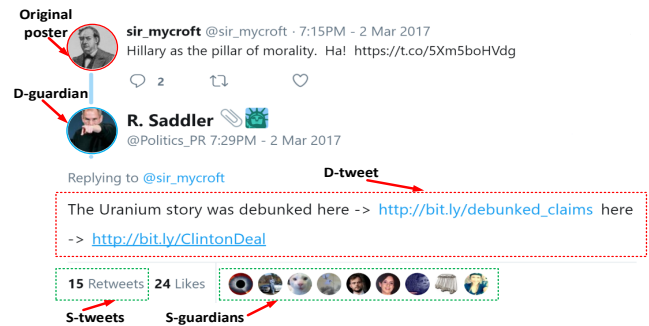 Original
poster
sir_mycroft @sir_mycroft · 7:15PM - 2 Mar 2017
Hillary as the pillar of morality. Ha! https://t.co/5Xm5boHVdg
2
D-guardian
R. Saddler
@Politics_PR 7:29PM - 2 Mar 2017
Replying to @sir_mycroft
D-tweet
The Uranium story was debunked here -> http://bit.ly/debunked_claims here
-> http://bit.ly/ClintonDeal
15 Retweets 24 Likes
S-tweets
S-guardians